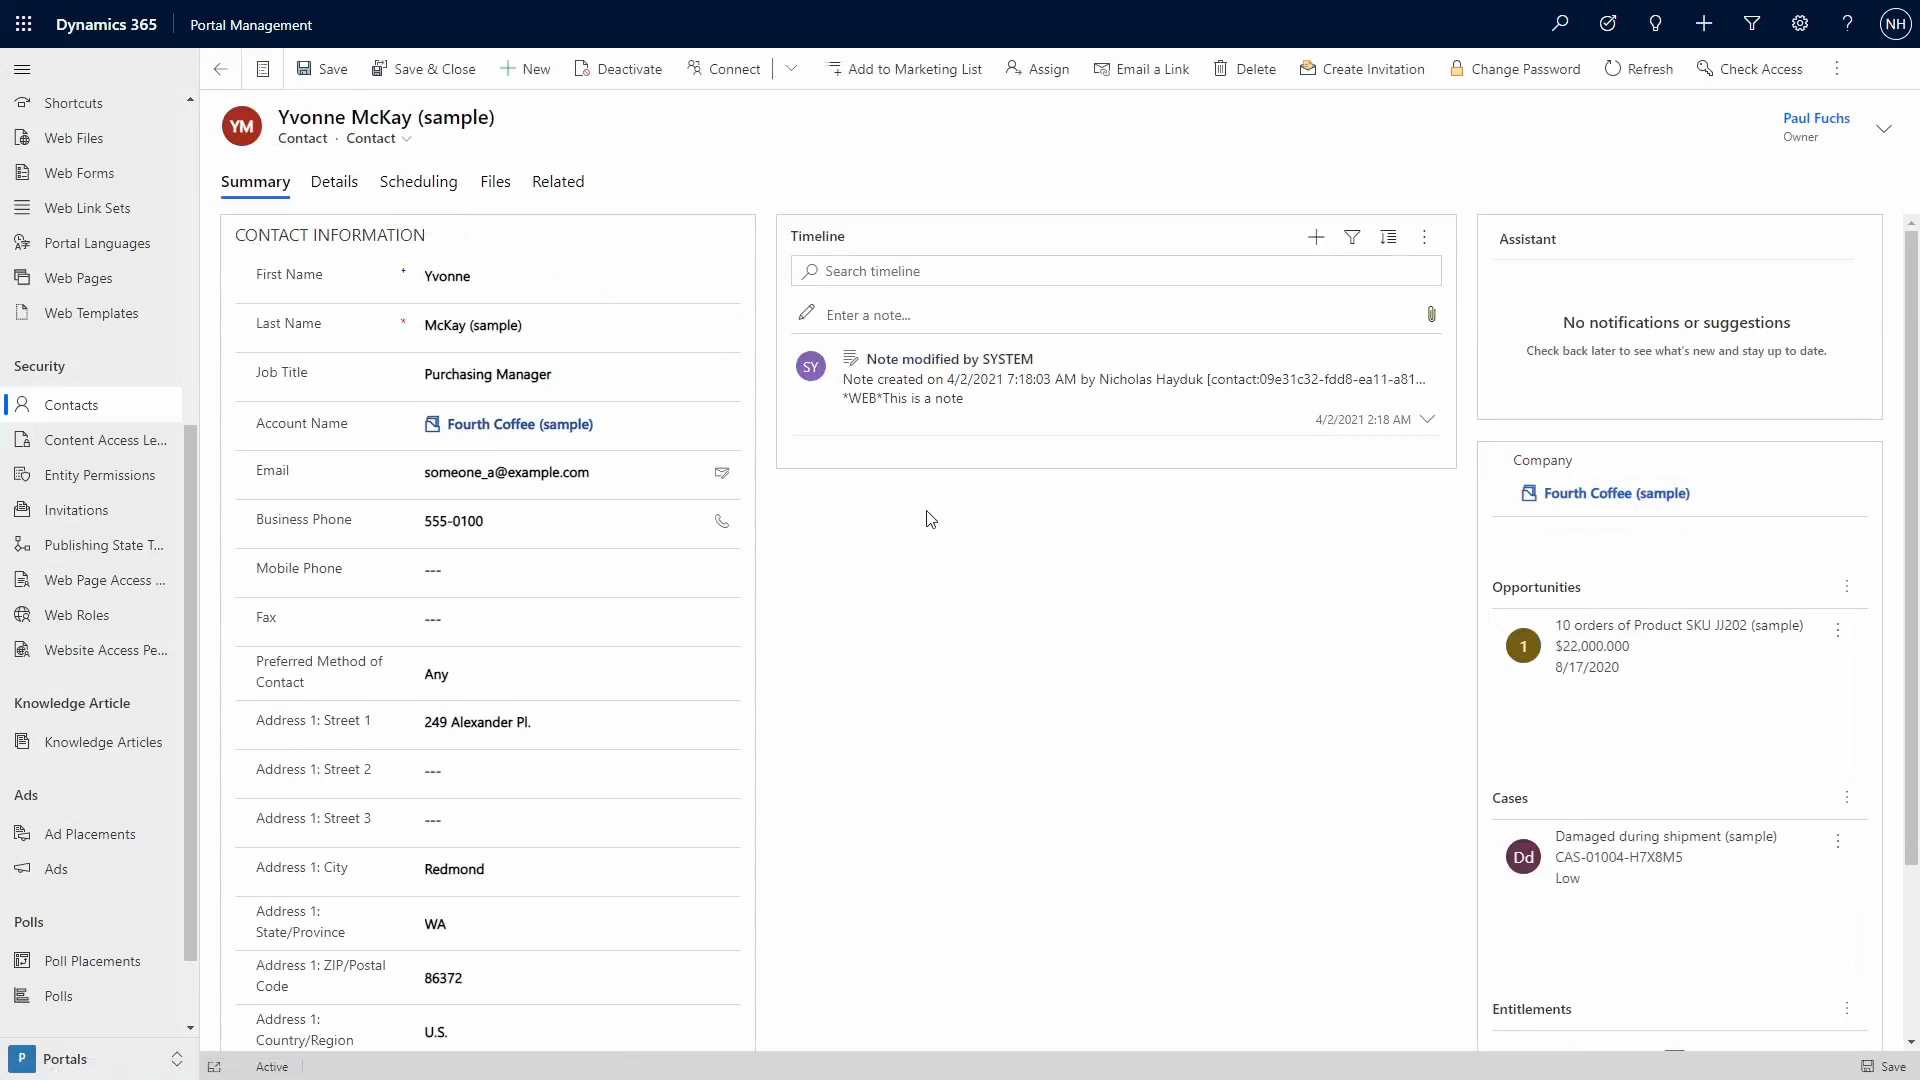 Dynamics 365
Portal Management
NH
Save
Save & Close
New
Deactivate
Connect
Add to Marketing List
Assign
Email a Link
Delete
Create Invitation
Change Password
Refresh
Check Access
Shortcuts
Web Files
Web Forms
Web Link Sets
Portal Languages
Web Pages
Web Templates
Security
Contacts
Content Access Le...
Entity Permissions
Invitations
Publishing State T...
Web Page Access ...
Web Roles
Website Access Pe...
Knowledge Article
Knowledge Articles
Ads
Ad Placements
Ads
Polls
Poll Placements
Polls
P
Portals
YM
Yvonne McKay (sample)
Contact · Contact
Paul Fuchs
Owner
Summary
Details
Scheduling
Files
Related
CONTACT INFORMATION
First Name
+
Yvonne
Last Name
*
McKay (sample)
Job Title
Purchasing Manager
Account Name
Fourth Coffee (sample)
Email
someone_a@example.com
Business Phone
555-0100
Mobile Phone
---
Fax
---
Preferred Method of
Contact
Any
Address 1: Street 1
249 Alexander Pl.
Address 1: Street 2
---
Address 1: Street 3
---
Address 1: City
Redmond
Address 1:
State/Province
WA
Address 1: ZIP/Postal
Code
86372
Address 1:
Country/Region
U.S.
Timeline
Search timeline
Enter a note...
SY
Note modified by SYSTEM
Note created on 4/2/2021 7:18:03 AM by Nicholas Hayduk [contact:09e31c32-fdd8-ea11-a81...
*WEB*This is a note
4/2/2021 2:18 AM
Assistant
No notifications or suggestions
Check back later to see what's new and stay up to date.
Company
Fourth Coffee (sample)
Opportunities
1
10 orders of Product SKU JJ202 (sample)
$22,000.000
8/17/2020
Cases
Dd
Damaged during shipment (sample)
CAS-01004-H7X8M5
Low
Entitlements
Active
Save